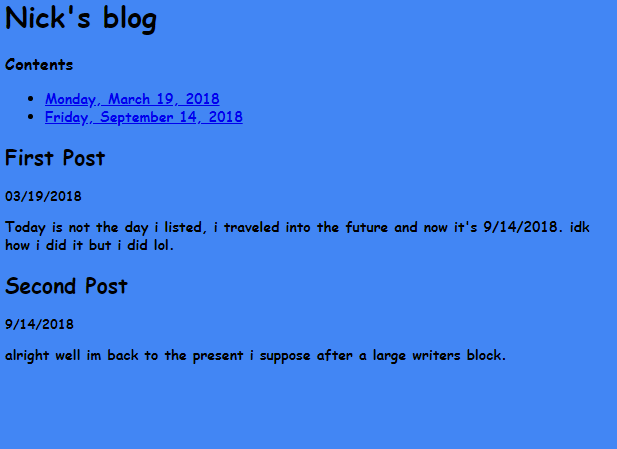 Nick's blog
Contents
Monday, March 19, 2018
Friday, September 14, 2018
First Post
03/19/2018
Today is not the day i listed, i traveled into the future and now it's 9/14/2018. idk
how i did it but i did lol.
Second Post
9/14/2018
alright well im back to the present i suppose after a large writers block.